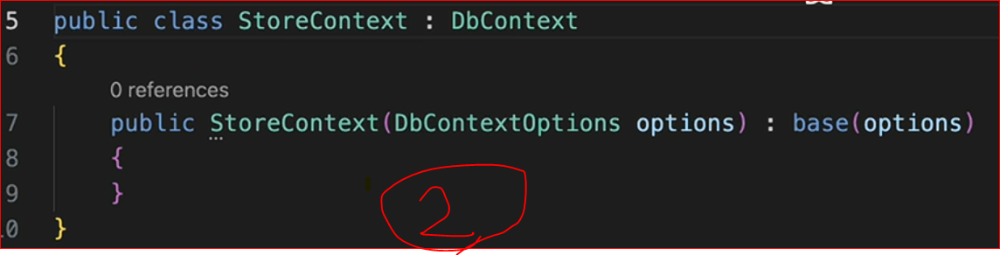 5 public class StoreContext : DbContext
6 {
0 references
7 public StoreContext(DbContextOptions options) : base(options)
8 {
9 }
2
10 }